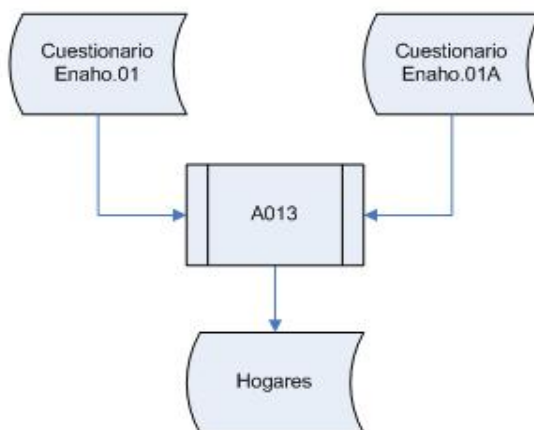 Cuestionario
Enaho.01
Cuestionario
Enaho.01A
A013
Hogares